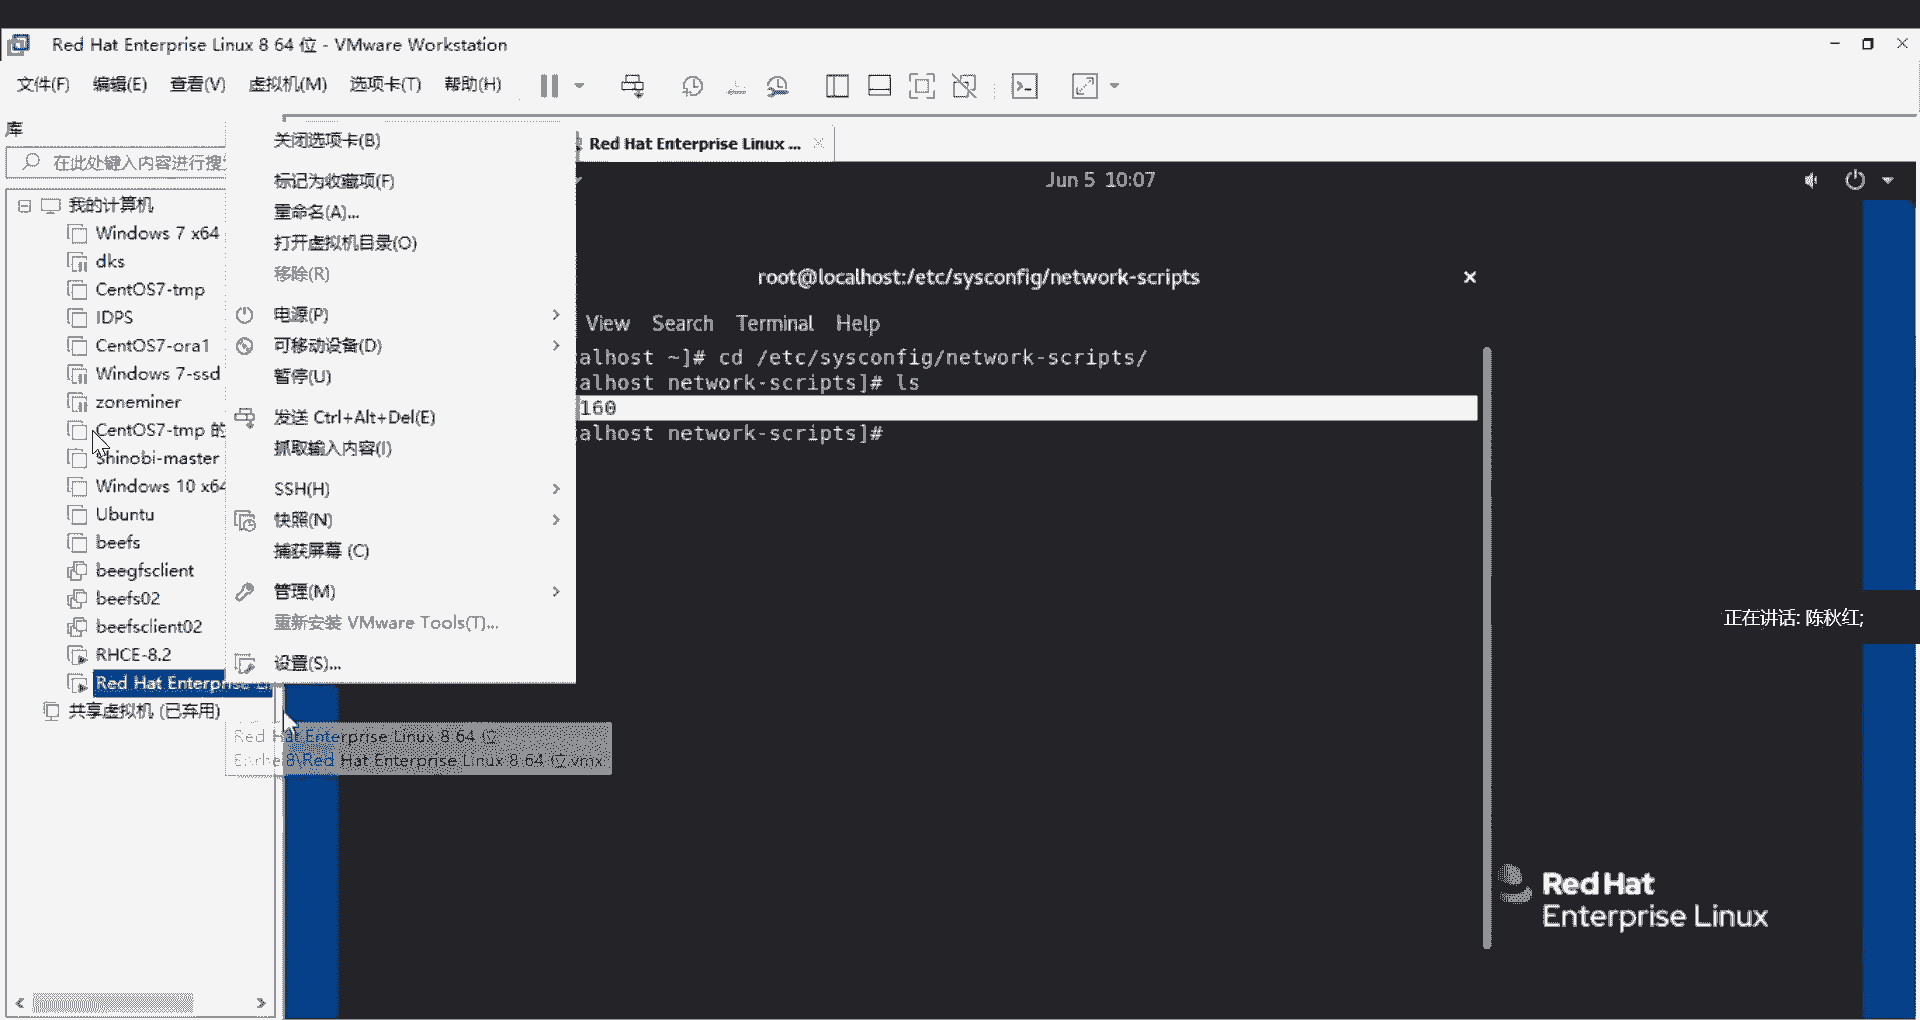 Red Hat Enterprise Linux 8 64 位 - VMware Workstation
文件(F) 编辑(E) 查看(V) 虚拟机(M) 选项卡(T) 帮助(H)
库
在此处键入内容进行搜
我的计算机
Windows 7 x64
dks
CentOS7-tmp
IDPS
CentOS7-ora1
Windows 7-ssd
zoneminer
CentOS7-tmp 的
Shinobi-master
Windows 10 x64
Ubuntu
beefs
beegfsclient
beefs02
beefsclient02
RHCE-8.2
Red Hat Enterprise Li
共享虚拟机 (已弃用)
关闭选项卡(B)
标记为收藏项(F)
重命名(A)...
打开虚拟机目录(O)
移除(R)
电源(P)
可移动设备(D)
暂停(U)
发送 Ctrl+Alt+Del(E)
抓取输入内容(I)
SSH(H)
快照(N)
捕获屏幕 (C)
管理(M)
重新安装 VMware Tools(T)...
设置(S)...
Red Hat Enterprise Linux 8 64 位
E:\rhel8\Red Hat Enterprise Linux 8 64 位.vmx
Red Hat Enterprise Linux ...
Jun 5 10:07
root@localhost:/etc/sysconfig/network-scripts
View Search Terminal Help
alhost ~]# cd /etc/sysconfig/network-scripts/
alhost network-scripts]# ls
160
alhost network-scripts]#
正在讲话: 陈秋红;
Red Hat
Enterprise Linux